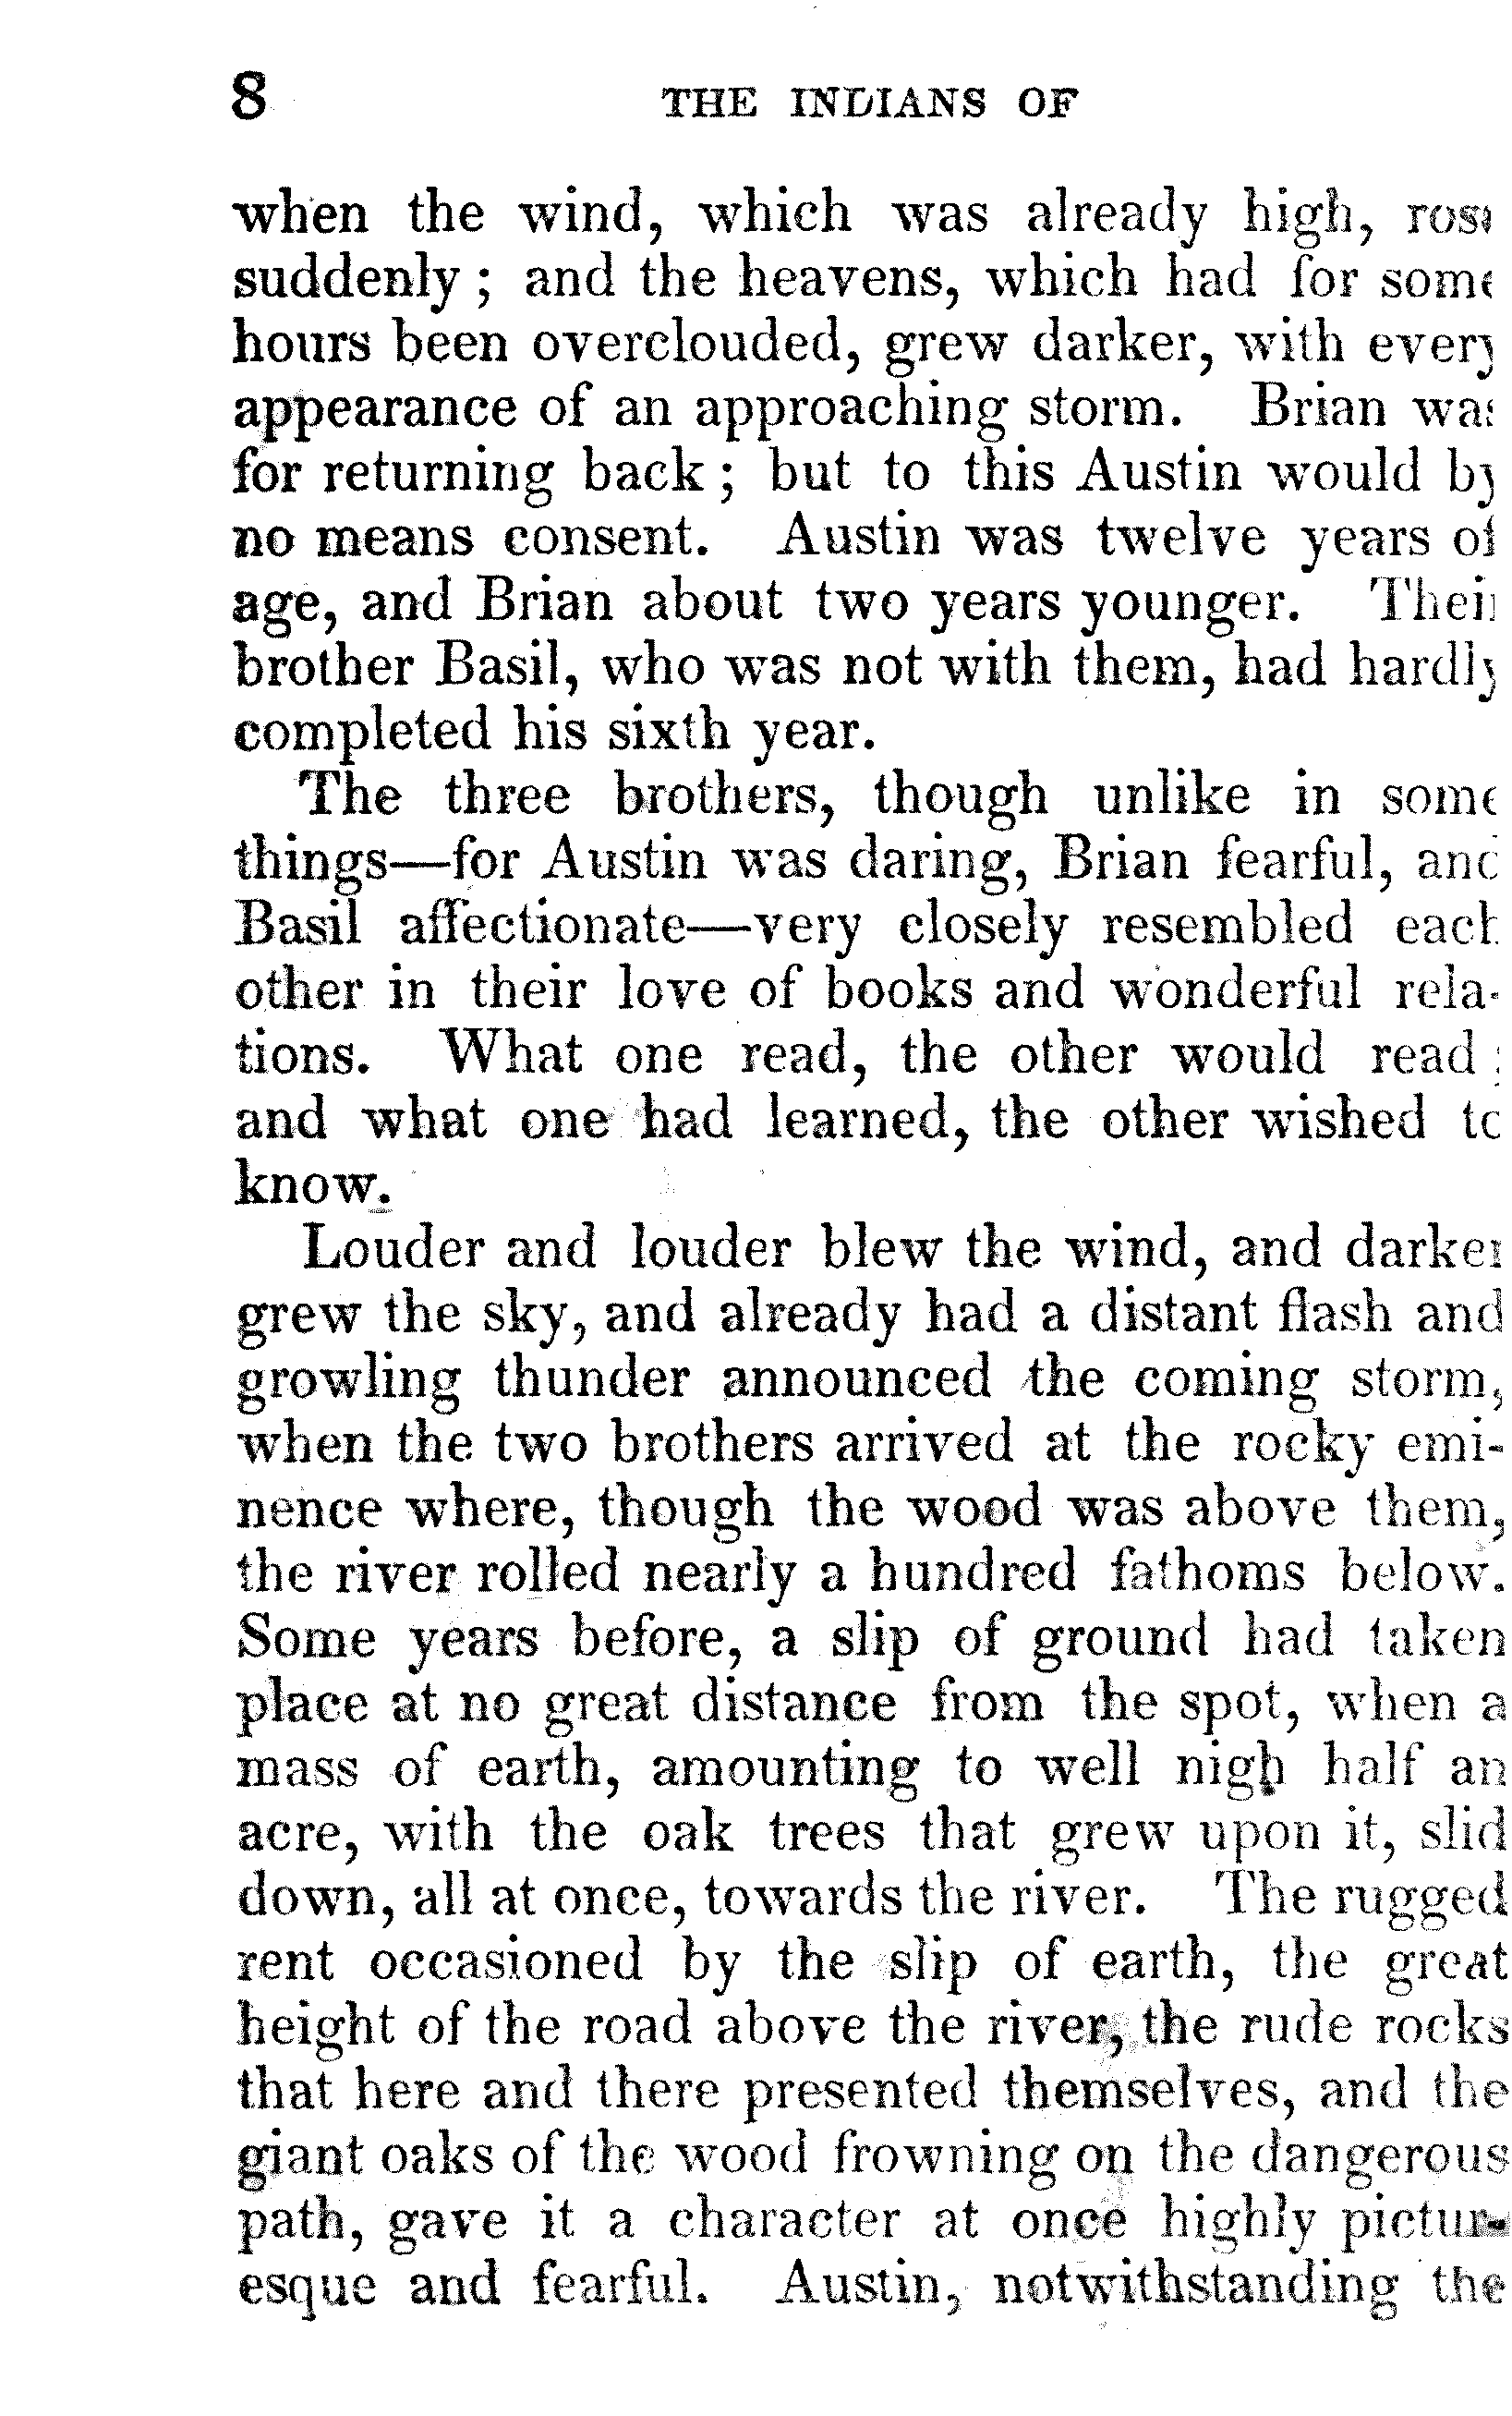 8 THE INDIANS OF
when the wind, which was already high, rose
suddenly ; and the heavens, which had for some
hours been overclouded, grew darker, with every
appearance of an approaching storm. Brian was
for returning back ; but to this Austin would by
no means consent. Austin was twelve years of
age, and Brian about two years younger. Their
brother Basil, who was not with them, had hardly
completed his sixth year.
The three brothers, though unlike in some
things—for Austin was daring, Brian fearful, and
Basil affectionate—very closely resembled each
other in their love of books and wonderful rela-
tions. What one read, the other would read ;
and what one had learned, the other wished to
know.
Louder and louder blew the wind, and darker
grew the sky, and already had a distant flash and
growling thunder announced the coming storm,
when the two brothers arrived at the rocky emi-
nence where, though the wood was above them,
the river rolled nearly a hundred fathoms below.
Some years before, a slip of ground had taken
place at no great distance from the spot, when a
mass of earth, amounting to well nigh half an
acre, with the oak trees that grew upon it, slid
down, all at once, towards the river. The rugged
rent occasioned by the slip of earth, the great
height of the road above the river, the rude rocks
that here and there presented themselves, and the
giant oaks of the wood frowning on the dangerous
path, gave it a character at once highly pictur-
esque and fearful. Austin, notwithstanding the